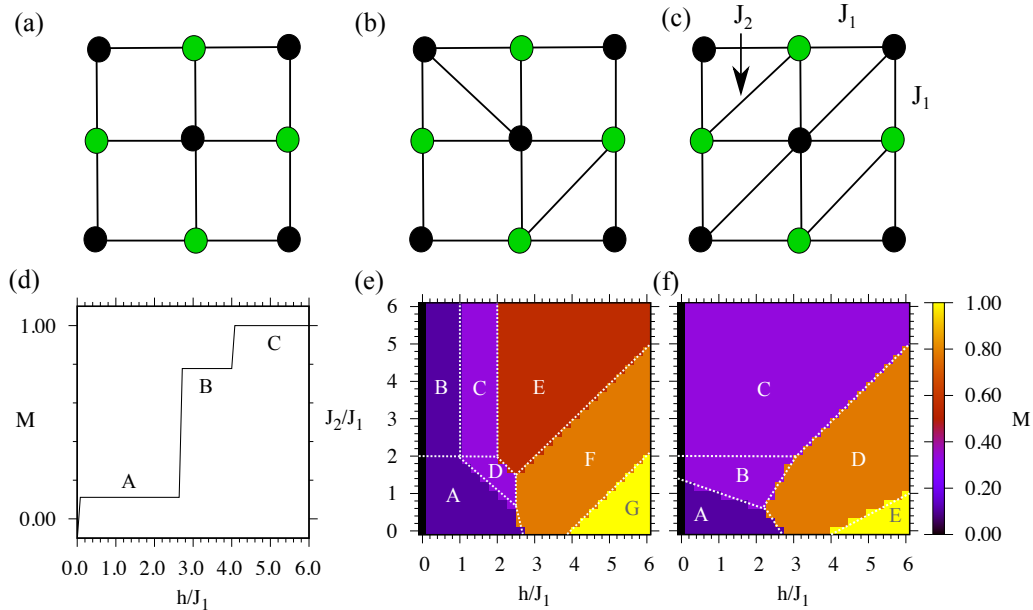 (a)
(b)
(c)
J₂
J₁
J₁
(d)
1.00
M
0.00
A
B
C
0.0 1.0 2.0 3.0 4.0 5.0 6.0
h/J₁
(e)
J₂/J₁
6
5
4
3
2
1
0
B
C
E
D
F
A
G
0 1 2 3 4 5 6
h/J₁
(f)
C
B
D
A
E
0 1 2 3 4 5 6
h/J₁
1.00
0.80
0.60
0.40
0.20
0.00
M